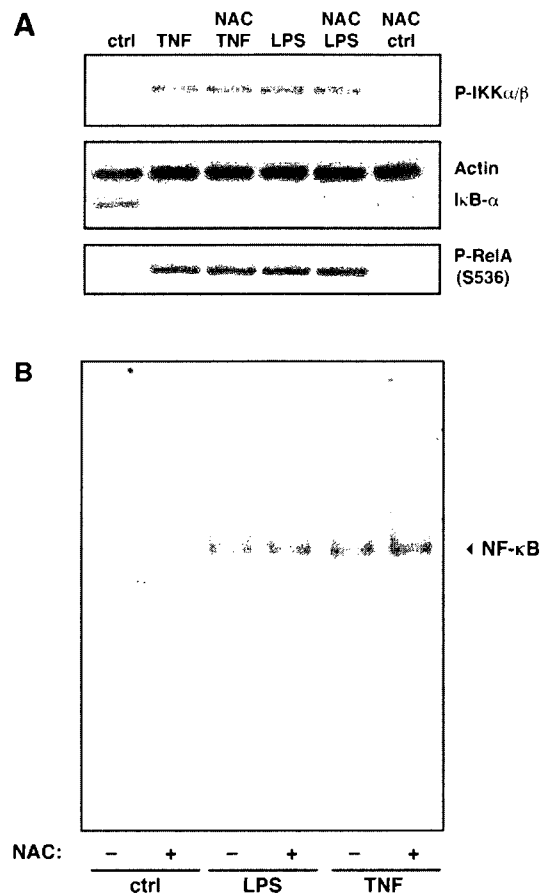 A
NAC NAC NAC
ctrl TNF TNF LPS LPS ctrl
P-IKKα/β
Actin
IκB-α
P-RelA
(S536)
B
NF-κB
NAC: – + – + – +
ctrl LPS TNF